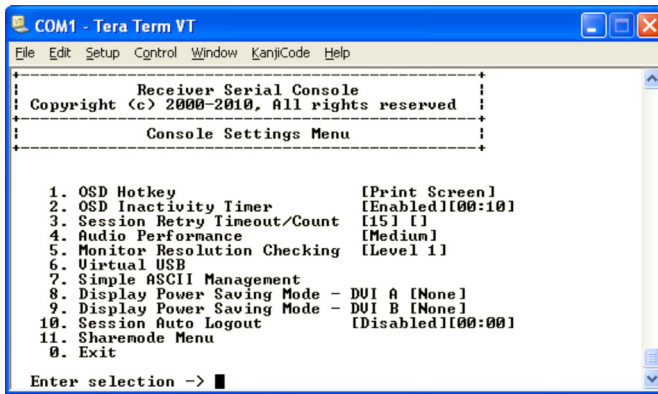 COM1 - Tera Term VT
File Edit Setup Control Window KanjiCode Help
Receiver Serial Console
Copyright (c) 2000-2010, All rights reserved
Console Settings Menu
1. OSD Hotkey [Print Screen]
2. OSD Inactivity Timer [Enabled][00:10]
3. Session Retry Timeout/Count [15] []
4. Audio Performance [Medium]
5. Monitor Resolution Checking [Level 1]
6. Virtual USB
7. Simple ASCII Management
8. Display Power Saving Mode - DVI A [None]
9. Display Power Saving Mode - DVI B [None]
10. Session Auto Logout [Disabled][00:00]
11. Sharemode Menu
0. Exit
Enter selection ->